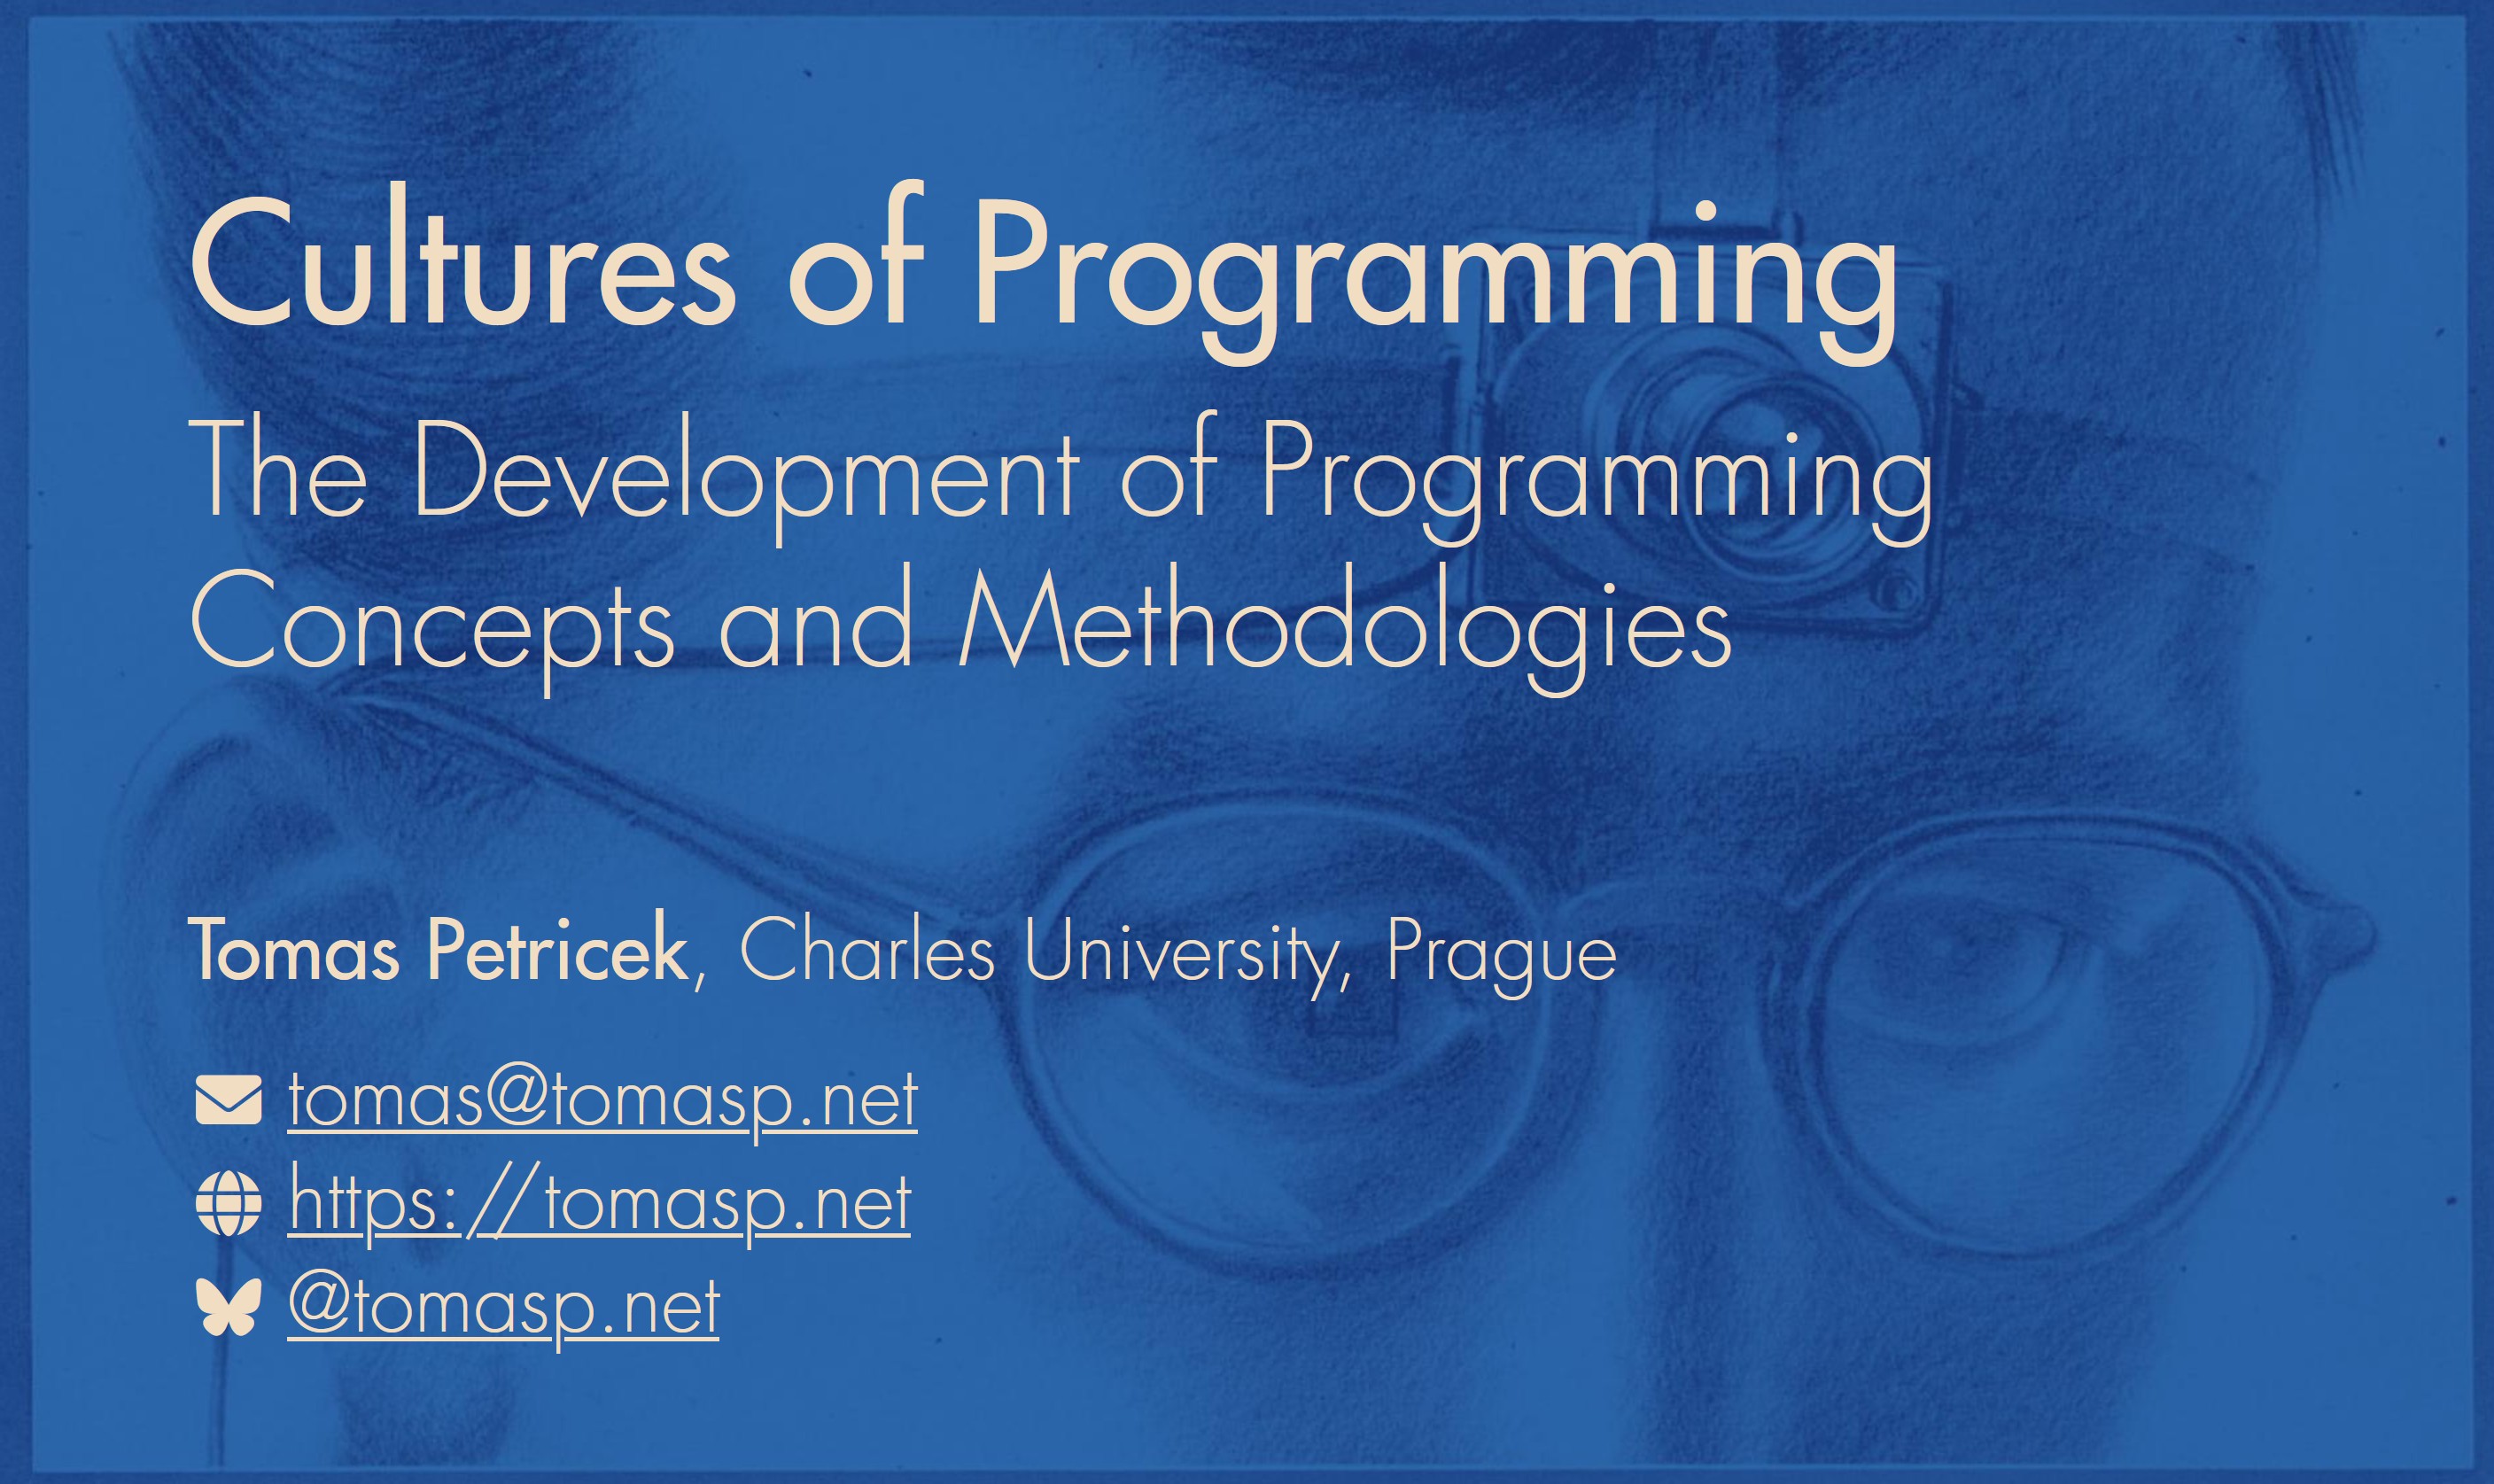 Cultures of Programming
The Development of Programming
Concepts and Methodologies
Tomas Petricek, Charles University, Prague
tomas@tomasp.net
https://tomasp.net
@tomasp.net